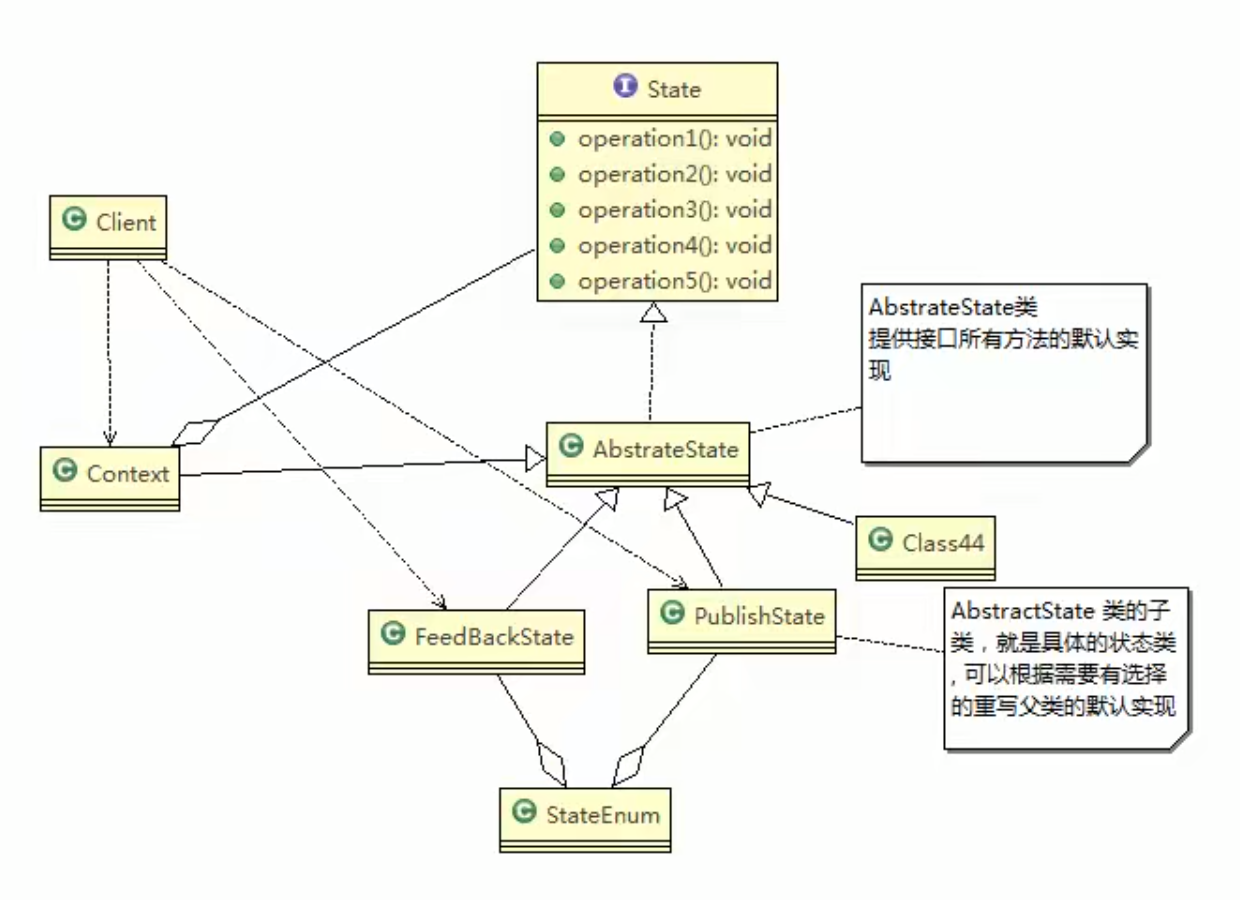 State
operation1(): void
operation2(): void
operation3(): void
operation4(): void
operation5(): void
Client
AbstrateState类
提供接口所有方法的默认实
现
Context
AbstrateState
Class44
FeedBackState
PublishState
AbstractState 类的子
类，就是具体的状态类
, 可以根据需要有选择
的重写父类的默认实现
StateEnum